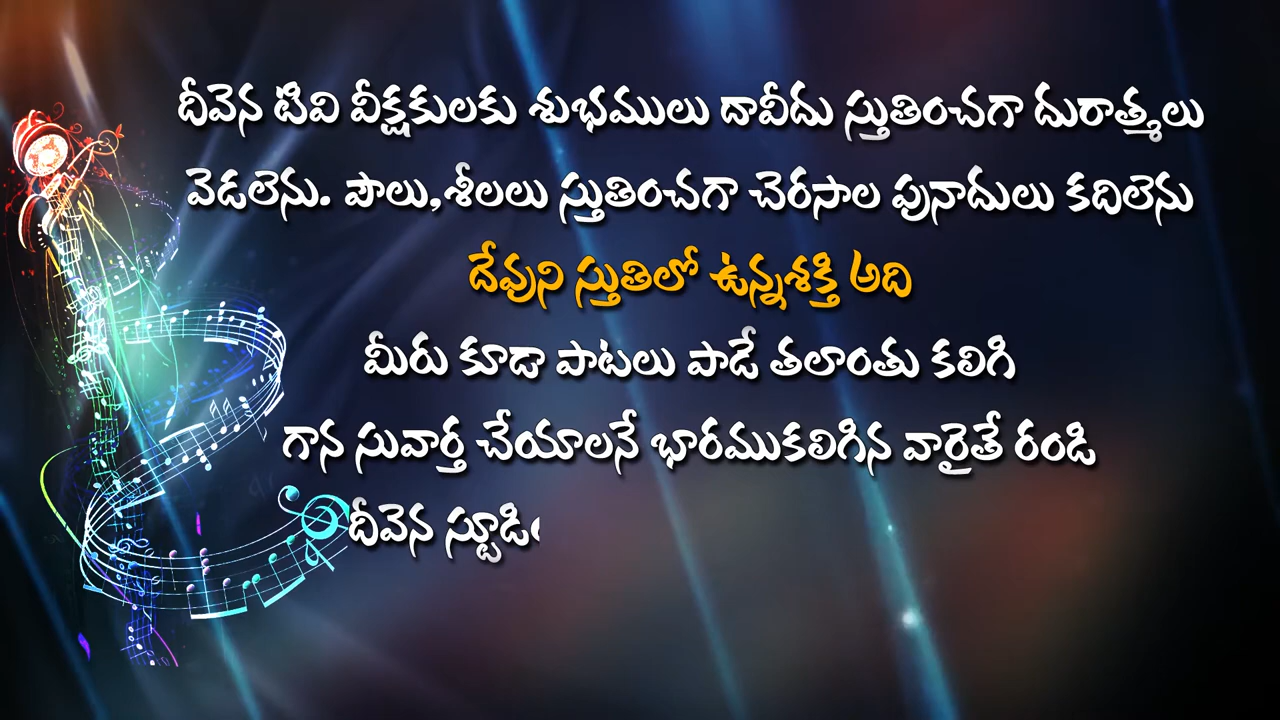 దీవెన టివి వీక్షకులకు శుభములు దావీదు స్తుతించగా దురాత్మలు
వెడలెను. పౌలు,శీలలు స్తుతించగా చెరసాల పునాదులు కదిలెను
దేవుని స్తుతిలో ఉన్నశక్తి అది
మీరు కూడా పాటలు పాడే తలాంతు కలిగి
గాన సువార్త చేయాలనే భారముకలిగిన వారైతే రండి
దీవెన